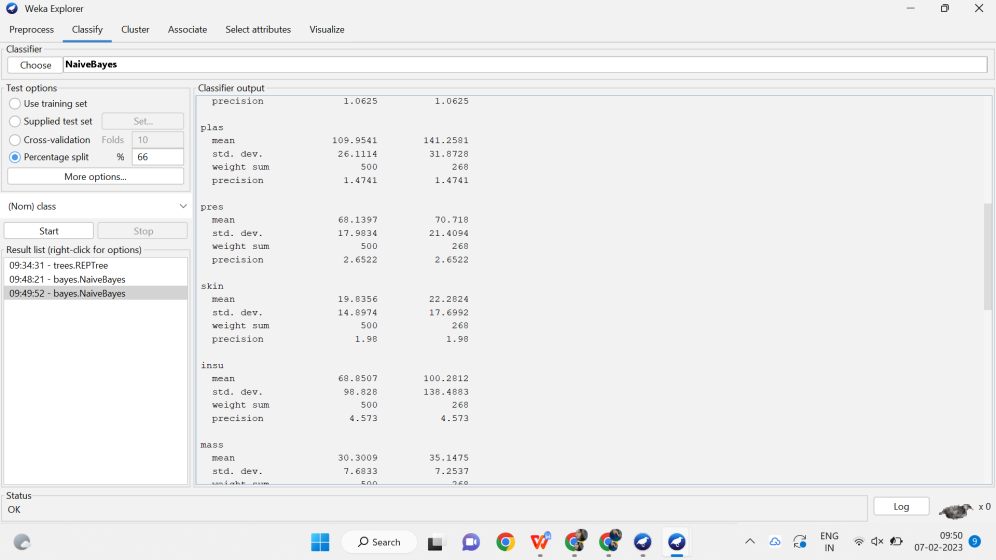 Weka Explorer
Preprocess Classify Cluster Associate Select attributes Visualize
Classifier
Choose NaiveBayes
Test options
Use training set
Supplied test set Set...
Cross-validation Folds 10
Percentage split % 66
More options...
(Nom) class
Start Stop
Result list (right-click for options)
09:34:31 - trees.REPTree
09:48:21 - bayes.NaiveBayes
09:49:52 - bayes.NaiveBayes
Classifier output
precision 1.0625 1.0625
plas
mean 109.9541 141.2581
std. dev. 26.1114 31.8728
weight sum 500 268
precision 1.4741 1.4741
pres
mean 68.1397 70.718
std. dev. 17.9834 21.4094
weight sum 500 268
precision 2.6522 2.6522
skin
mean 19.8356 22.2824
std. dev. 14.8974 17.6992
weight sum 500 268
precision 1.98 1.98
insu
mean 68.8507 100.2812
std. dev. 98.828 138.4883
weight sum 500 268
precision 4.573 4.573
mass
mean 30.3009 35.1475
std. dev. 7.6833 7.2537
weight sum 500 268
Status
OK
Log x 0
Search
ENG
IN
09:50
07-02-2023
9